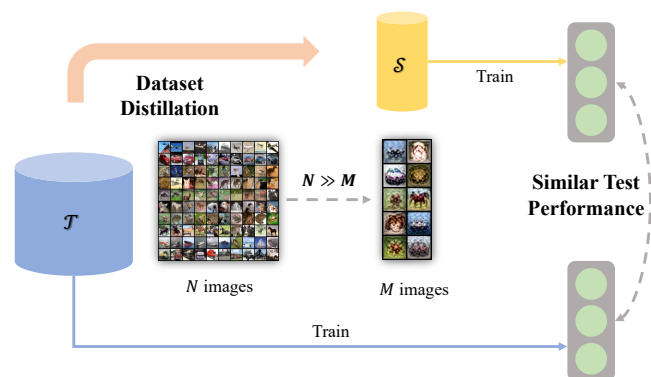 𝒮
Train
Dataset
Distillation
N ≫ M
Similar Test
Performance
𝒯
N images
M images
Train